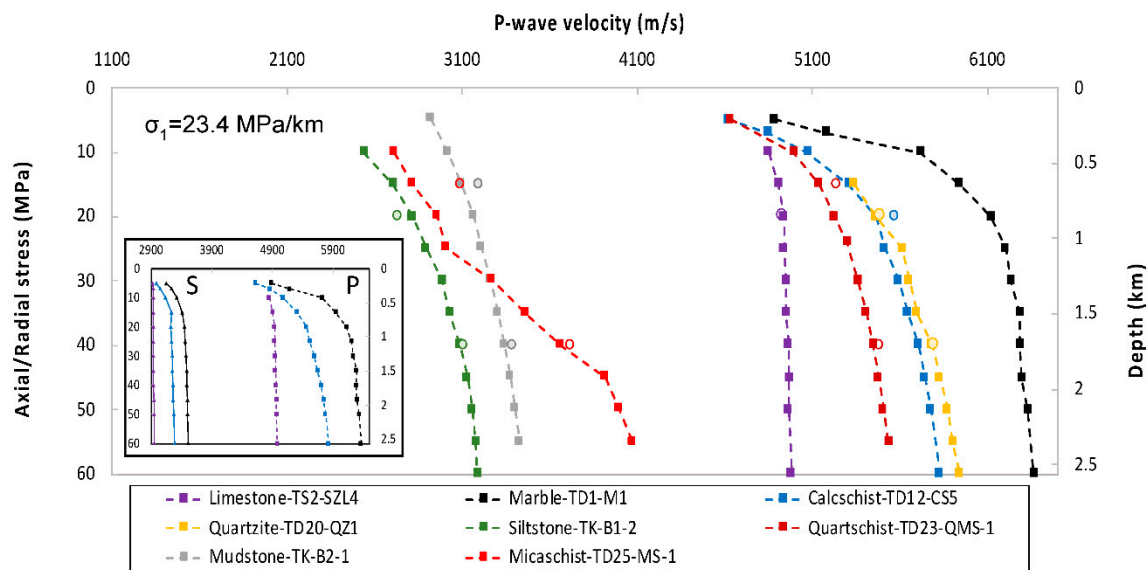 P-wave velocity (m/s)
1100 2100 3100 4100 5100 6100
Axial/Radial stress (MPa)
0
10
20
30
40
50
60
σ1=23.4 MPa/km
Depth (km)
0
0.5
1
1.5
2
2.5
2900 3900 4900 5900
S P
0
10
20
30
40
50
60
0
0.5
1
1.5
2
2.5
Limestone-TS2-SZL4 Marble-TD1-M1 Calcschist-TD12-CS5
Quartzite-TD20-QZ1 Siltstone-TK-B1-2 Quartschist-TD23-QMS-1
Mudstone-TK-B2-1 Micaschist-TD25-MS-1